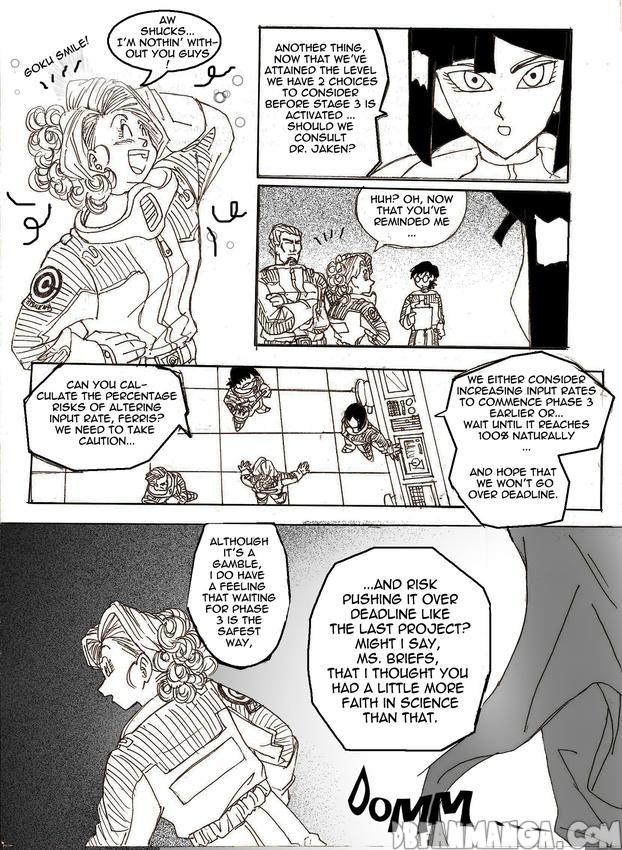 AW
SHUCKS...
I'M NOTHIN' WITH-
OUT YOU GUYS
!
GOKU SMILE!
ANOTHER THING,
NOW THAT WE'VE
ATTAINED THE LEVEL
WE HAVE 2 CHOICES
TO CONSIDER
BEFORE STAGE 3 IS
ACTIVATED ...
SHOULD WE
CONSULT
DR. JAKEN?
HUH? OH, NOW
THAT YOU'VE
REMINDED ME
...
CAN YOU CAL-
CULATE THE PERCENTAGE
RISKS OF ALTERING
INPUT RATE, FERRIS?
WE NEED TO TAKE
CAUTION...
WE EITHER CONSIDER
INCREASING INPUT RATES
TO COMMENCE PHASE 3
EARLIER OR...
WAIT UNTIL IT REACHES
100% NATURALLY
...
AND HOPE THAT
WE WON'T GO
OVER DEADLINE.
ALTHOUGH
IT'S A
GAMBLE,
I DO HAVE
A FEELING
THAT WAITING
FOR PHASE
3 IS THE
SAFEST
WAY,
...AND RISK
PUSHING IT OVER
DEADLINE LIKE
THE LAST PROJECT?
MIGHT I SAY,
MS. BRIEFS,
THAT I THOUGHT YOU
HAD A LITTLE MORE
FAITH IN SCIENCE
THAN THAT.
DOMM...
DBFANMANGA.COM